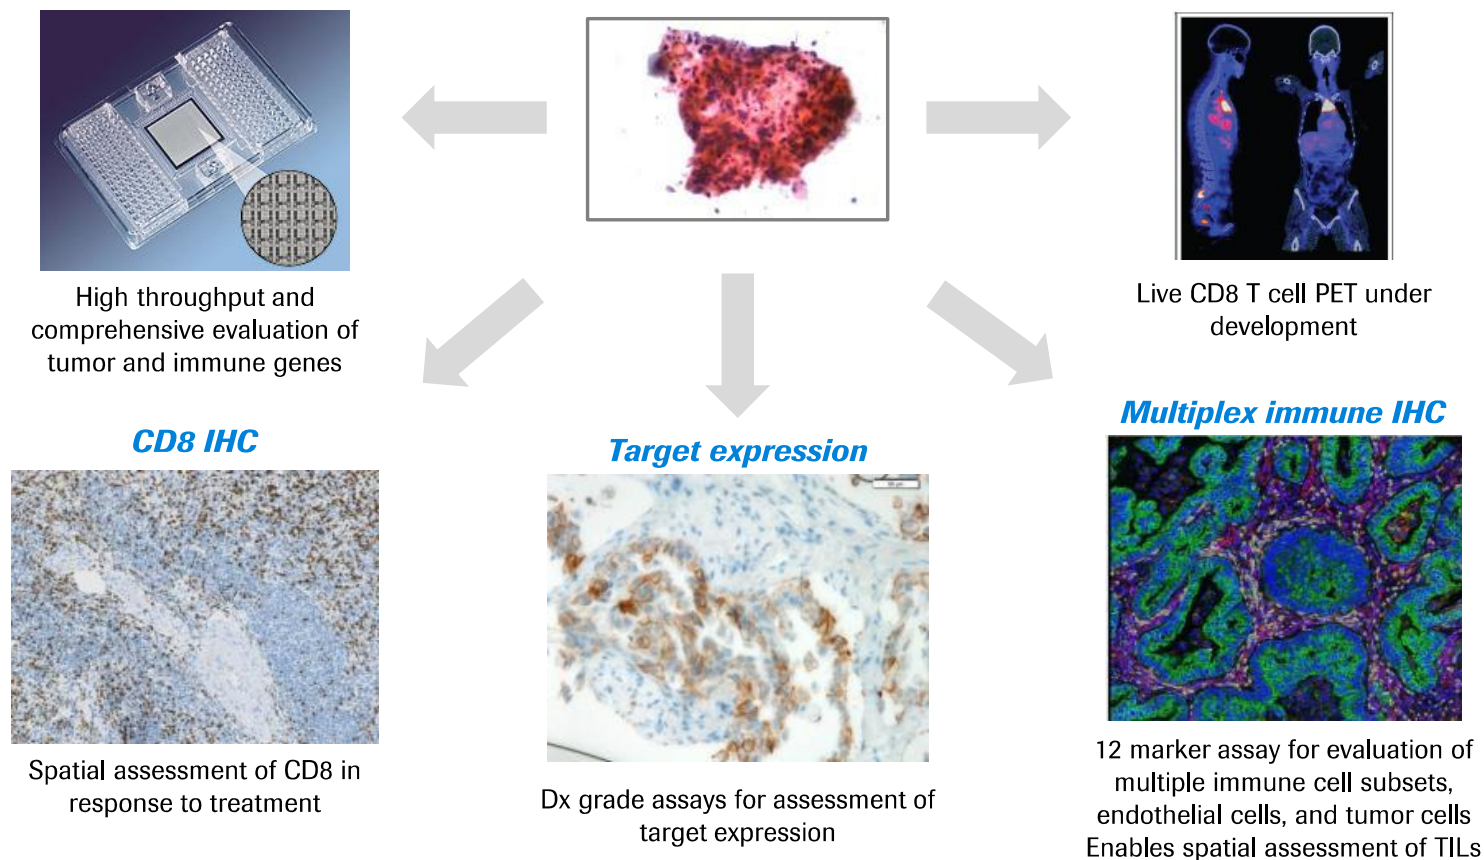 High throughput and
comprehensive evaluation of
tumor and immune genes
Live CD8 T cell PET under
development
CD8 IHC
Spatial assessment of CD8 in
response to treatment
Target expression
Dx grade assays for assessment of
target expression
Multiplex immune IHC
12 marker assay for evaluation of
multiple immune cell subsets,
endothelial cells, and tumor cells
Enables spatial assessment of TILs